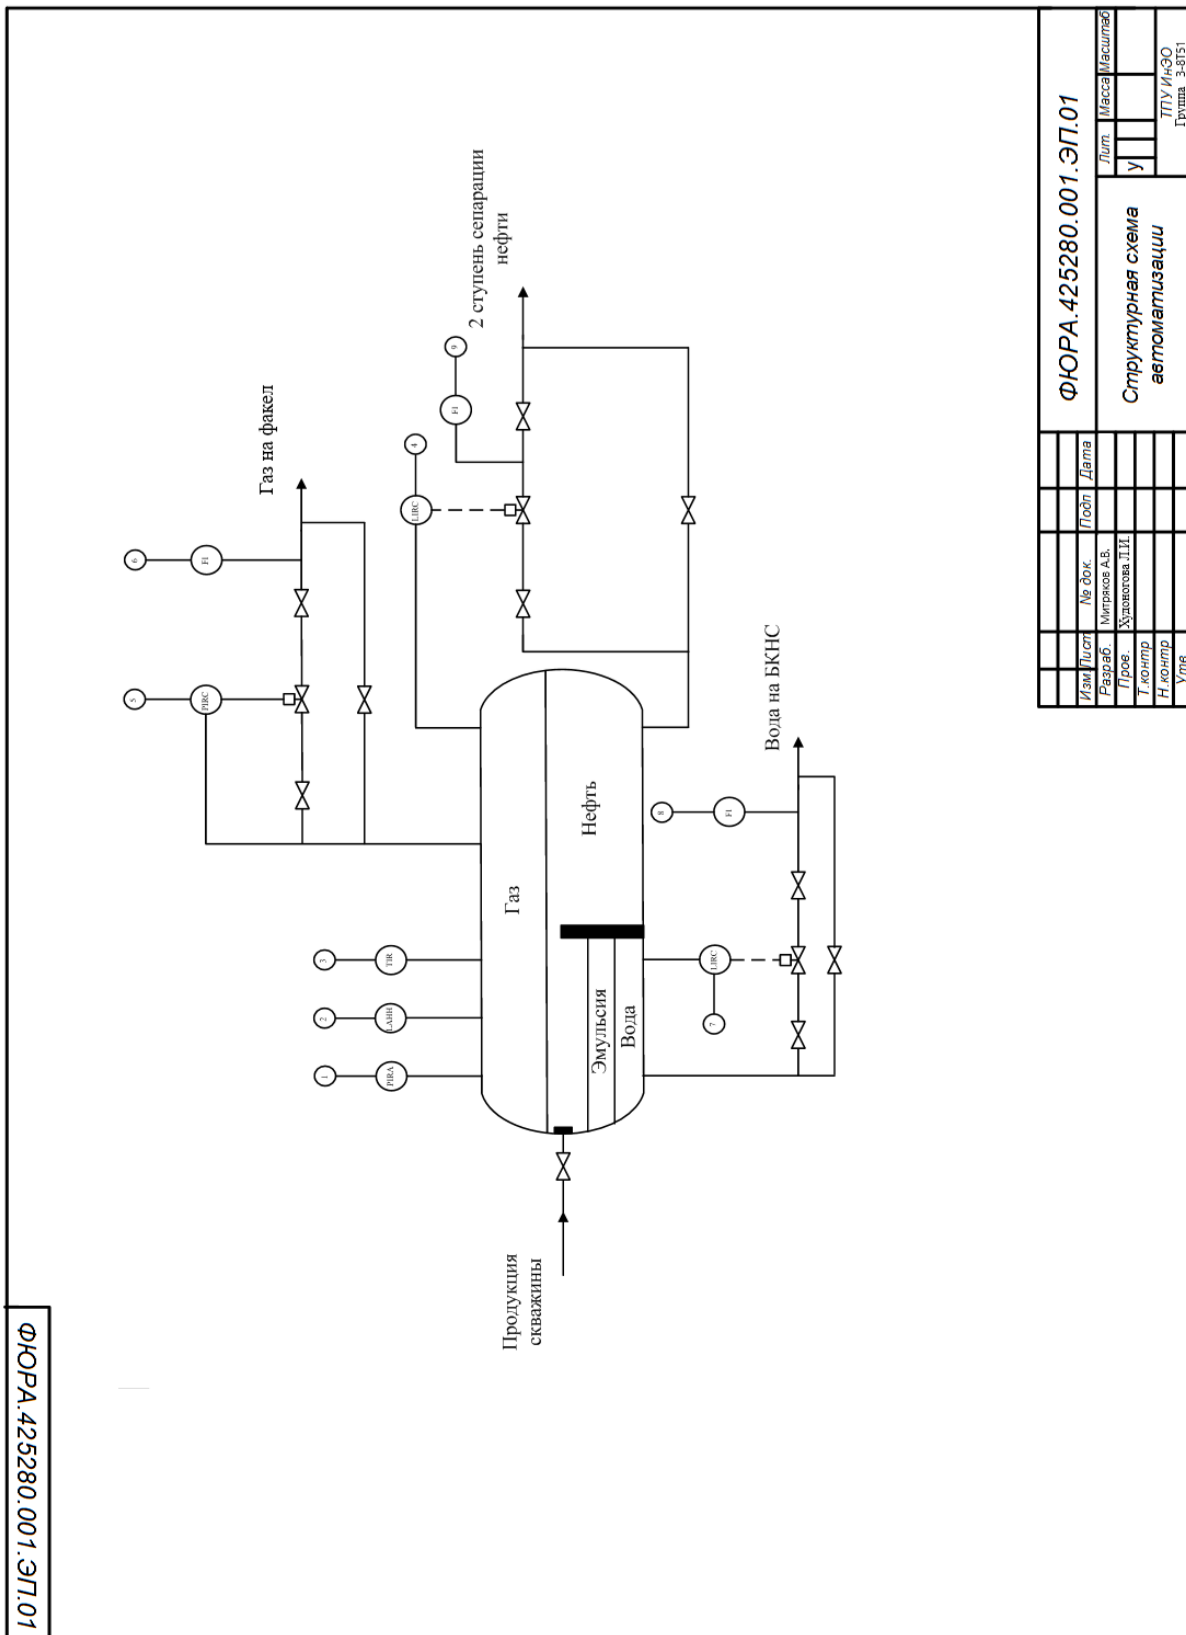 ФЮРА.425280.001.ЭП.01
Газ на факел
2 ступень сепарации
нефти
6
FI
5
PIRC
4
LIRC
9
FI
3
TIR
2
LAHH
1
PIRA
Газ
Нефть
Эмульсия
Вода
Продукция
скважины
7
LIRC
8
FI
Вода на БКНС
ФЮРА.425280.001.ЭП.01
Изм Лист № док. Подп Дата
Разраб. Митряков А.В.
Пров. Худоногова Л.И.
Т.контр
Н.контр
Утв
Структурная схема
автоматизации
Лит. Масса Масштаб
У
ТПУ ИнЭО
Группа 3-8Т51